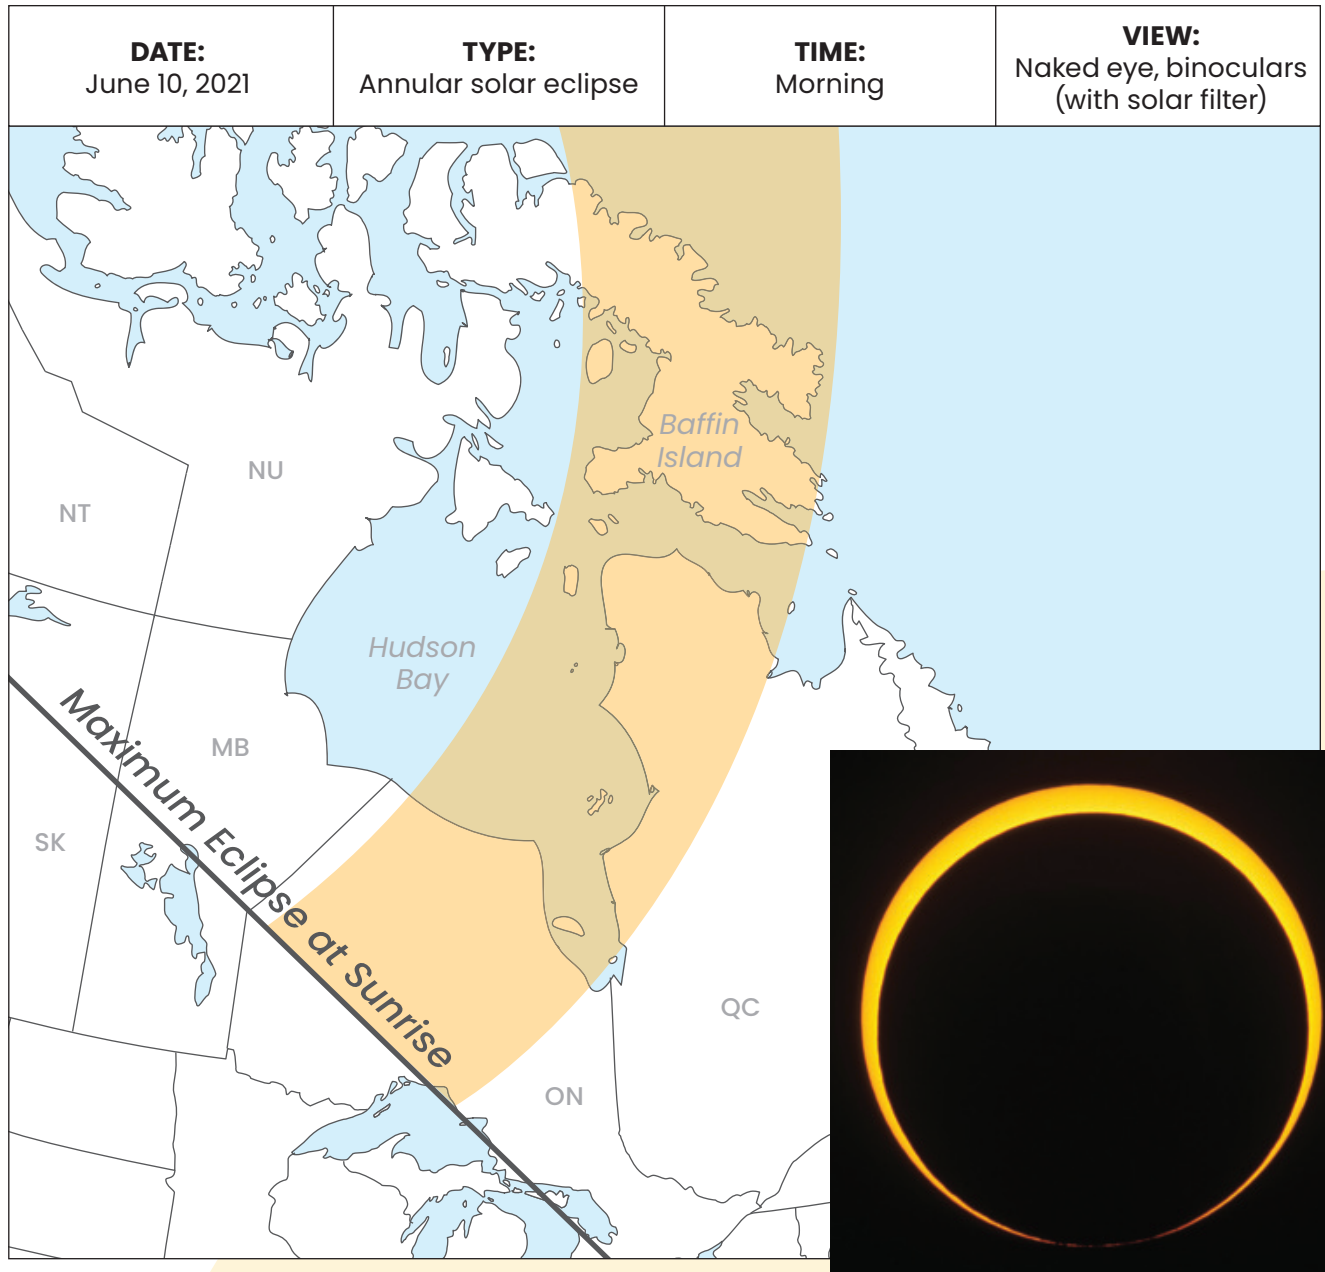 DATE:
June 10, 2021
TYPE:
Annular solar eclipse
TIME:
Morning
VIEW:
Naked eye, binoculars
(with solar filter)
Baffin
Island
NU
NT
Hudson
Bay
MB
Maximum Eclipse at Sunrise
SK
QC
ON